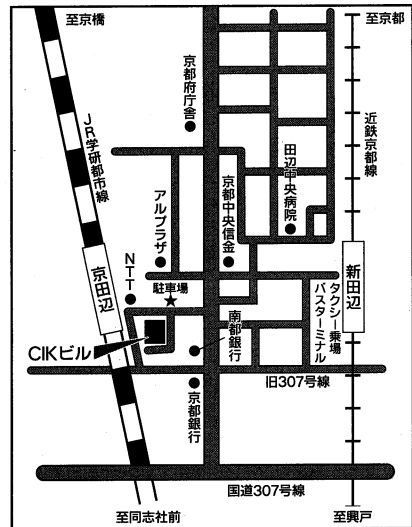 至京橋
至京都
京都府庁舎
JR学研都市線
近鉄京都線
田辺中央病院
アルプラザ
京都中央信金
NTT
駐車場
京田辺
新田辺
タクシー乗場
バスターミナル
CIKビル
南都銀行
旧307号線
京都銀行
国道307号線
至同志社前
至興戸